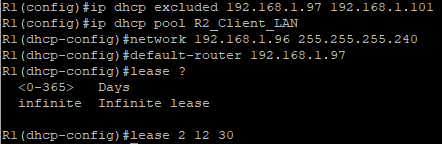 R1(config)#ip dhcp excluded 192.168.1.97 192.168.1.101
R1(config)#ip dhcp pool R2_Client_LAN
R1(dhcp-config)#network 192.168.1.96 255.255.255.240
R1(dhcp-config)#default-router 192.168.1.97
R1(dhcp-config)#lease ?
<0-365> Days
infinite Infinite lease
R1(dhcp-config)#lease 2 12 30